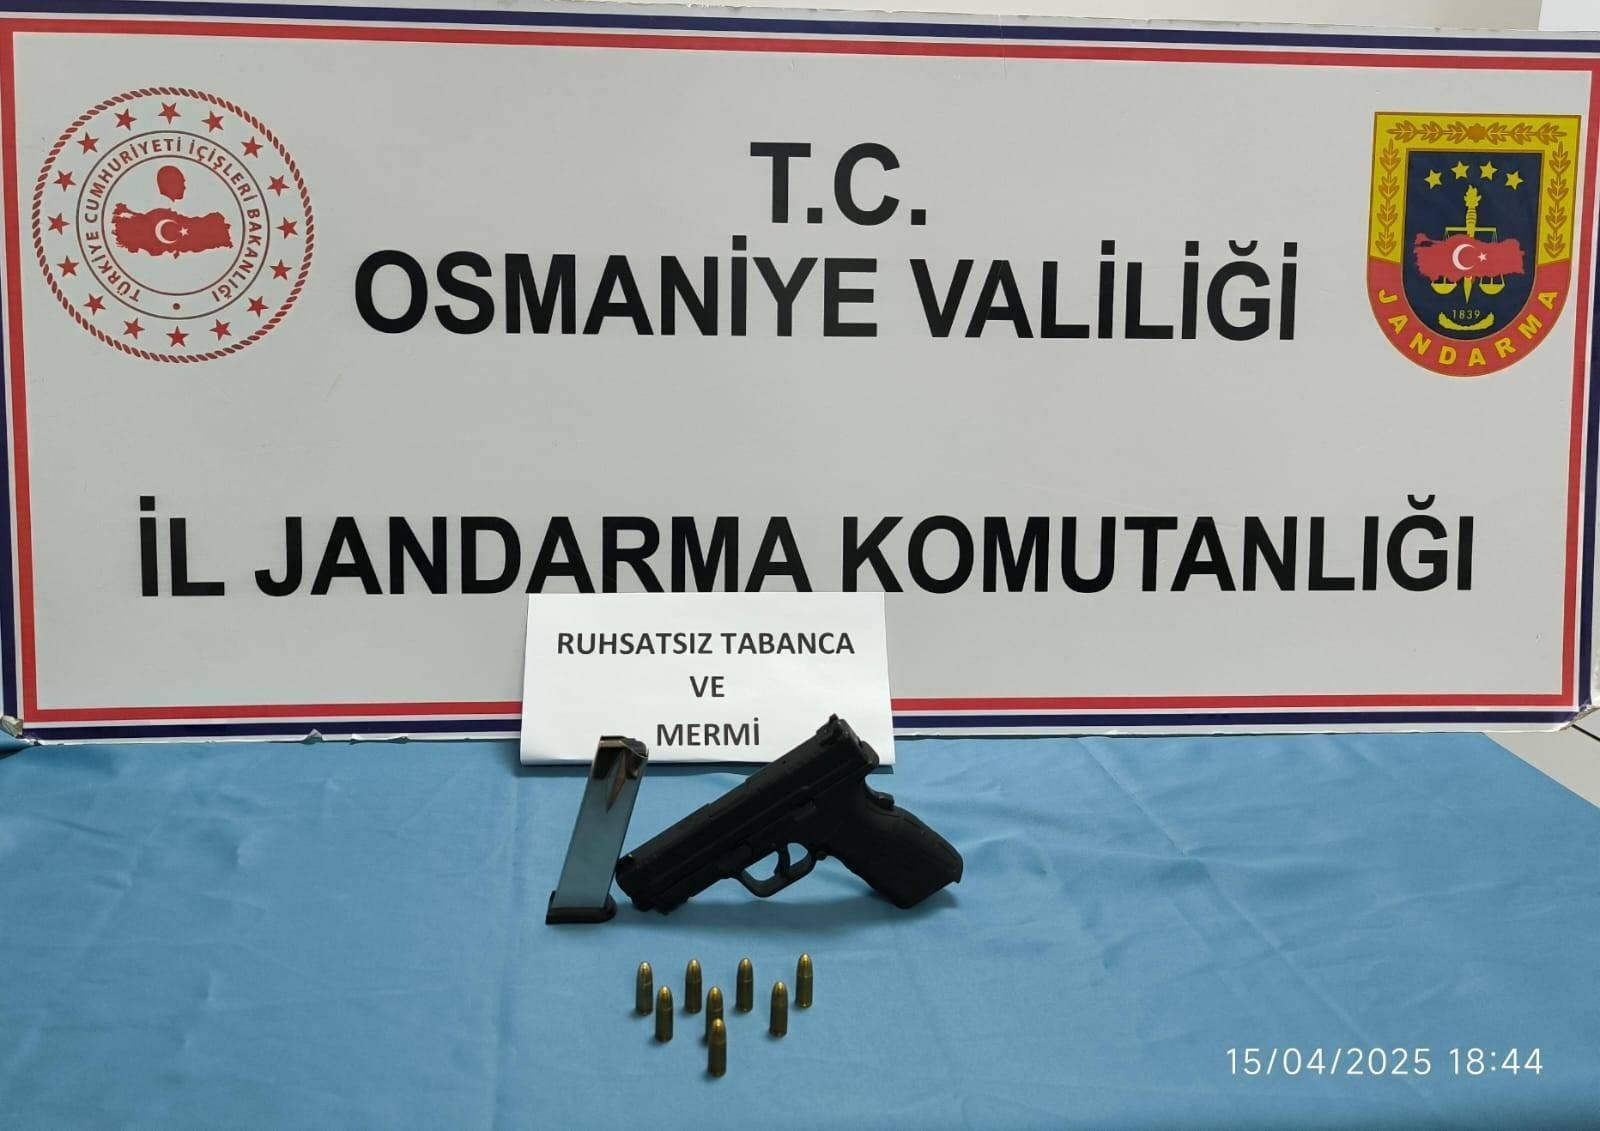 T.C.
OSMANİYE VALİLİĞİ
İL JANDARMA KOMUTANLIĞI
TÜRKİYE CUMHURİYETİ İÇİŞLERİ BAKANLIĞI
1839
JANDARMA
RUHSATSIZ TABANCA
VE
MERMİ
15/04/2025 18:44